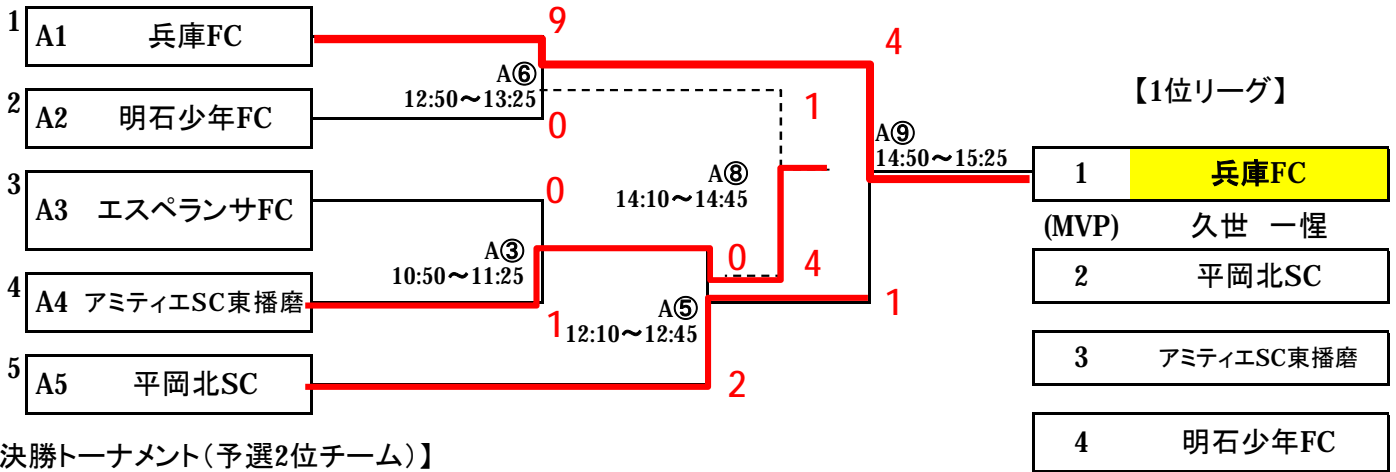 1 A1 兵庫FC
9
4
A⑥
12:50～13:25
【1位リーグ】
2 A2 明石少年FC
0
1
A⑨
14:50～15:25
1 兵庫FC
3 A3 エスペランサFC
0
A⑧
14:10～14:45
(MVP) 久世 一惺
A③
10:50～11:25
0
4
2 平岡北SC
4 A4 アミティエSC東播磨
1
A⑤
12:10～12:45
1
3 アミティエSC東播磨
5 A5 平岡北SC
2
4 明石少年FC
決勝トーナメント（予選2位チーム）】